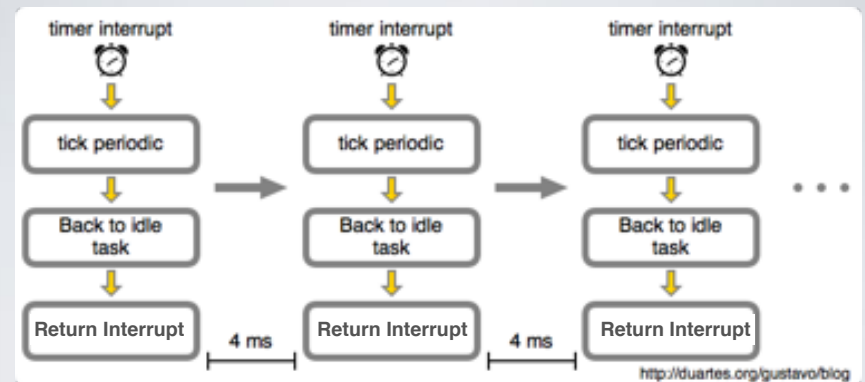 timer interrupt
timer interrupt
timer interrupt
tick periodic
tick periodic
tick periodic
Back to idle
task
Back to idle
task
Back to idle
task
Return Interrupt
4 ms
Return Interrupt
4 ms
Return Interrupt
http://duartes.org/gustavo/blog